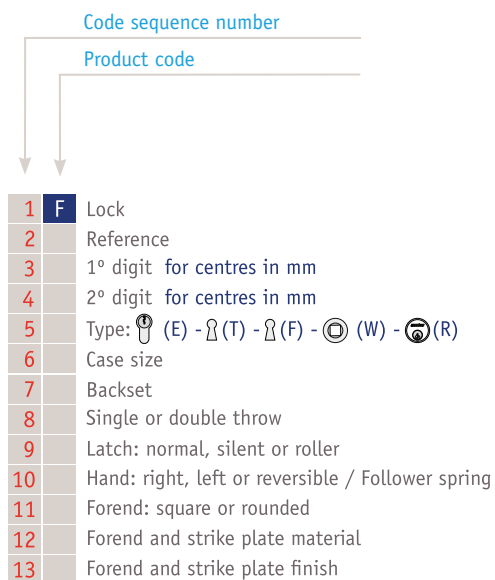 Code sequence number
Product code
1 F Lock
2 Reference
3 1º digit for centres in mm
4 2º digit for centres in mm
5 Type: (E) - (T) - (F) - (W) - (R)
6 Case size
7 Backset
8 Single or double throw
9 Latch: normal, silent or roller
10 Hand: right, left or reversible / Follower spring
11 Forend: square or rounded
12 Forend and strike plate material
13 Forend and strike plate finish